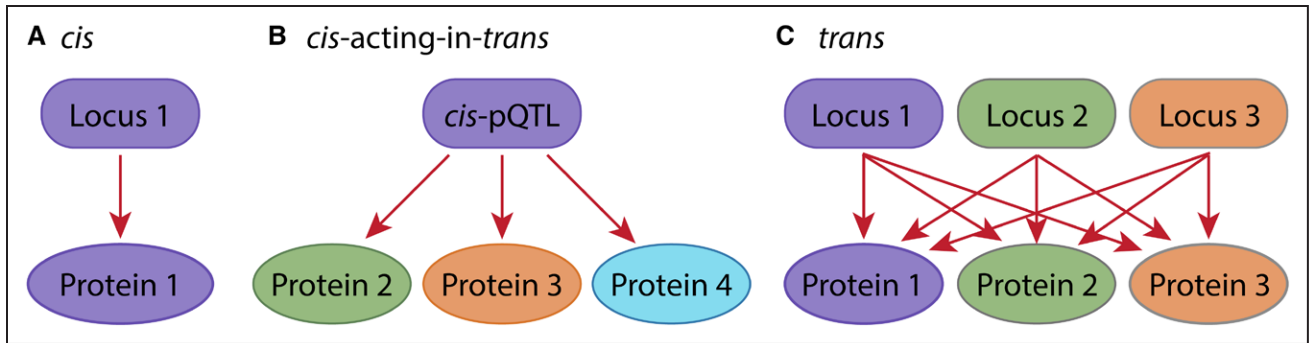 A cis
B cis-acting-in-trans
C trans
Locus 1
cis-pQTL
Locus 1
Locus 2
Locus 3
Protein 1
Protein 2
Protein 3
Protein 4
Protein 1
Protein 2
Protein 3